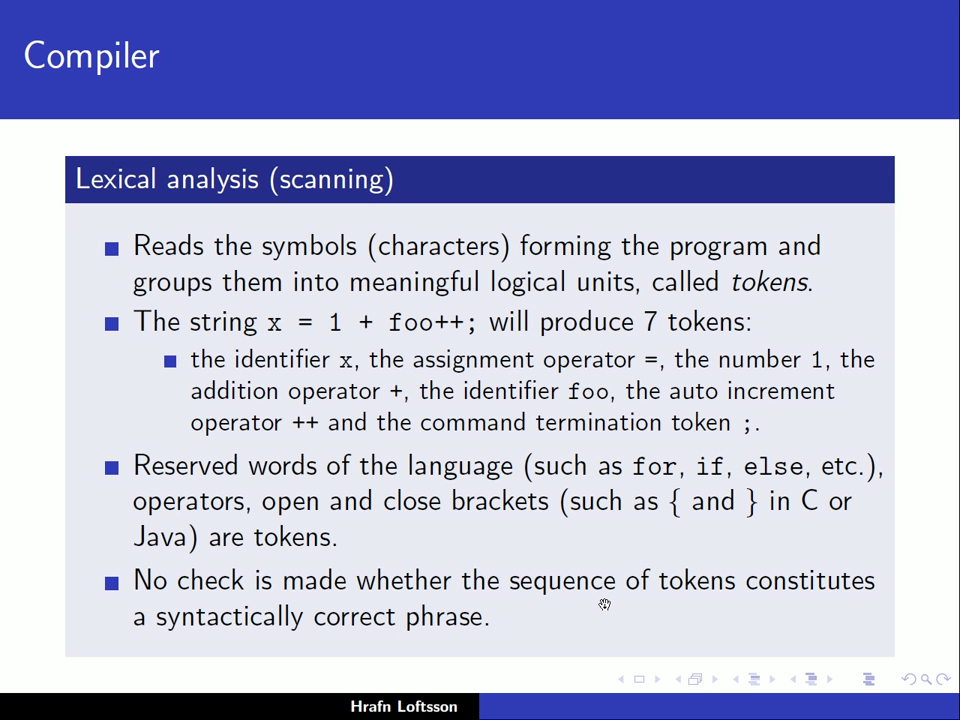 Compiler
Lexical analysis (scanning)
Reads the symbols (characters) forming the program and
groups them into meaningful logical units, called tokens.
The string x = 1 + foo++; will produce 7 tokens:
the identifier x, the assignment operator =, the number 1, the
addition operator +, the identifier foo, the auto increment
operator ++ and the command termination token ;.
Reserved words of the language (such as for, if, else, etc.),
operators, open and close brackets (such as { and } in C or
Java) are tokens.
No check is made whether the sequence of tokens constitutes
a syntactically correct phrase.
Hrafn Loftsson